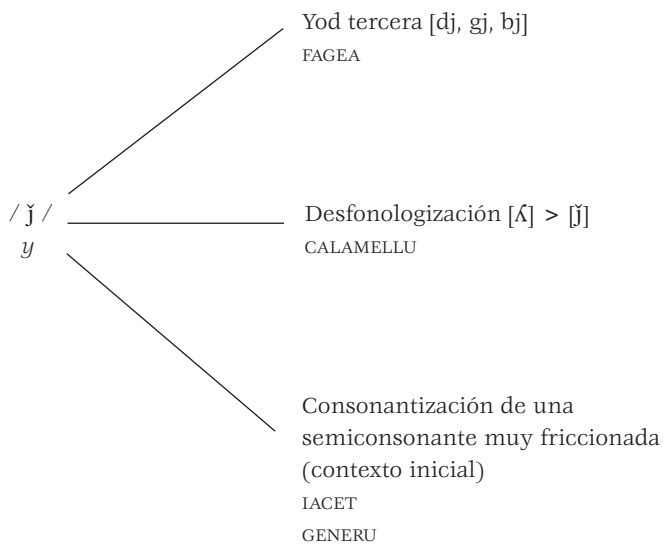 Yod tercera [dj, gj, bj]
FAGEA
/ ǰ /
y
Desfonologización [ʎ́] > [ǰ]
CALAMELLU
Consonantización de una
semiconsonante muy friccionada
(contexto inicial)
IACET
GENERU